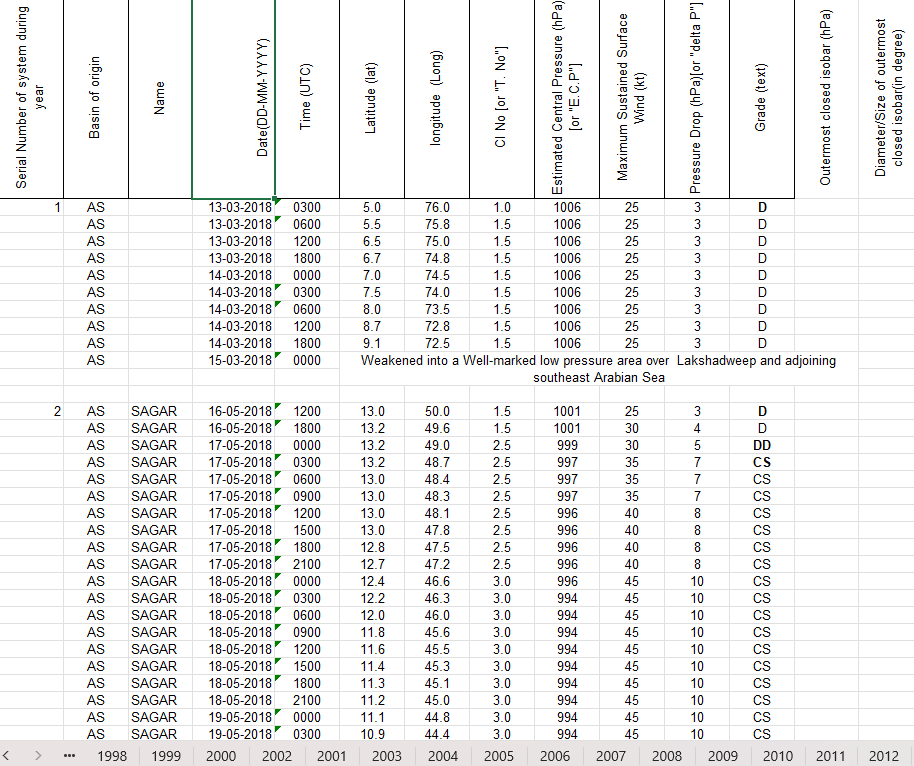 Serial Number of system during year
Basin of origin
Name
Date(DD-MM-YYYY)
Time (UTC)
Latitude (lat)
longitude (Long)
CI No [or "T. No"]
Estimated Central Pressure (hPa) [or "E.C.P"]
Maximum Sustained Surface Wind (kt)
Pressure Drop (hPa)[or "delta P"]
Grade (text)
Outermost closed isobar (hPa)
Diameter/Size of outermost closed isobar(in degree)
1 AS 13-03-2018 0300 5.0 76.0 1.0 1006 25 3 D
AS 13-03-2018 0600 5.5 75.8 1.5 1006 25 3 D
AS 13-03-2018 1200 6.5 75.0 1.5 1006 25 3 D
AS 13-03-2018 1800 6.7 74.8 1.5 1006 25 3 D
AS 14-03-2018 0000 7.0 74.5 1.5 1006 25 3 D
AS 14-03-2018 0300 7.5 74.0 1.5 1006 25 3 D
AS 14-03-2018 0600 8.0 73.5 1.5 1006 25 3 D
AS 14-03-2018 1200 8.7 72.8 1.5 1006 25 3 D
AS 14-03-2018 1800 9.1 72.5 1.5 1006 25 3 D
AS 15-03-2018 0000 Weakened into a Well-marked low pressure area over Lakshadweep and adjoining
southeast Arabian Sea
2 AS SAGAR 16-05-2018 1200 13.0 50.0 1.5 1001 25 3 D
AS SAGAR 16-05-2018 1800 13.2 49.6 1.5 1001 30 4 D
AS SAGAR 17-05-2018 0000 13.2 49.0 2.5 999 30 5 DD
AS SAGAR 17-05-2018 0300 13.2 48.7 2.5 997 35 7 CS
AS SAGAR 17-05-2018 0600 13.0 48.4 2.5 997 35 7 CS
AS SAGAR 17-05-2018 0900 13.0 48.3 2.5 997 35 7 CS
AS SAGAR 17-05-2018 1200 13.0 48.1 2.5 996 40 8 CS
AS SAGAR 17-05-2018 1500 13.0 47.8 2.5 996 40 8 CS
AS SAGAR 17-05-2018 1800 12.8 47.5 2.5 996 40 8 CS
AS SAGAR 17-05-2018 2100 12.7 47.2 2.5 996 40 8 CS
AS SAGAR 18-05-2018 0000 12.4 46.6 3.0 996 45 10 CS
AS SAGAR 18-05-2018 0300 12.2 46.3 3.0 994 45 10 CS
AS SAGAR 18-05-2018 0600 12.0 46.0 3.0 994 45 10 CS
AS SAGAR 18-05-2018 0900 11.8 45.6 3.0 994 45 10 CS
AS SAGAR 18-05-2018 1200 11.6 45.5 3.0 994 45 10 CS
AS SAGAR 18-05-2018 1500 11.4 45.3 3.0 994 45 10 CS
AS SAGAR 18-05-2018 1800 11.3 45.1 3.0 994 45 10 CS
AS SAGAR 18-05-2018 2100 11.2 45.0 3.0 994 45 10 CS
AS SAGAR 19-05-2018 0000 11.1 44.8 3.0 994 45 10 CS
AS SAGAR 19-05-2018 0300 10.9 44.4 3.0 994 45 10 CS
1998 1999 2000 2002 2001 2003 2004 2005 2006 2007 2008 2009 2010 2011 2012